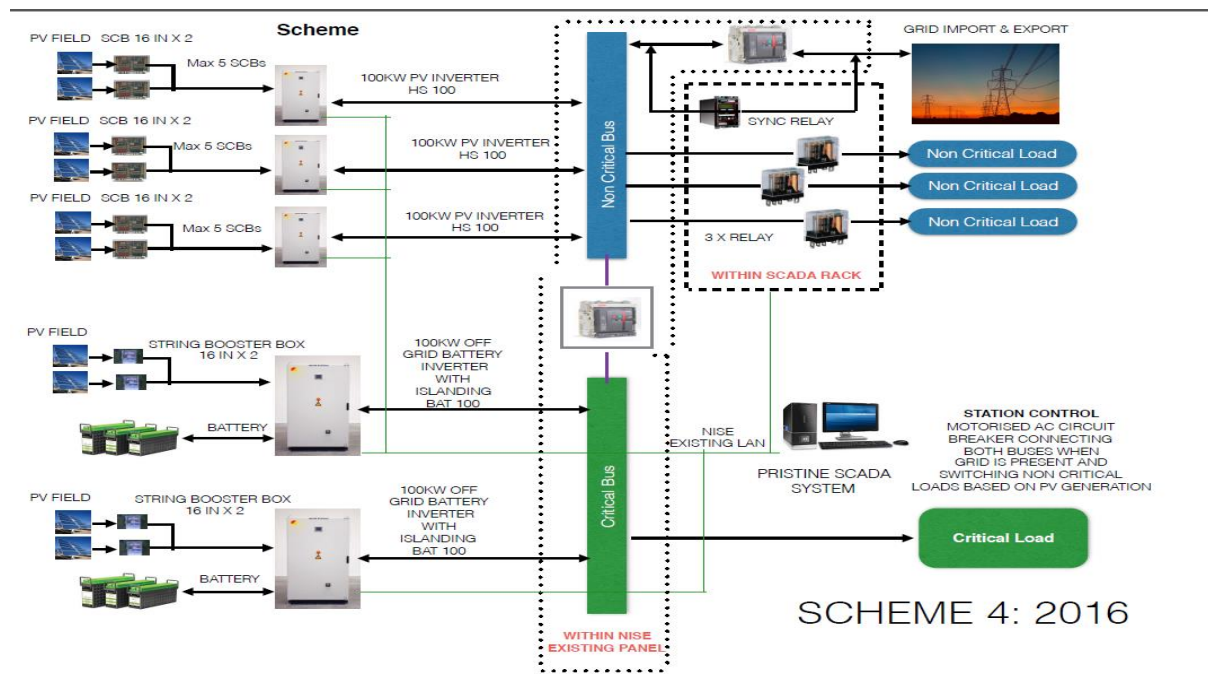 Scheme
PV FIELD SCB 16 IN X 2
Max 5 SCBs
100KW PV INVERTER
HS 100
PV FIELD SCB 16 IN X 2
Max 5 SCBs
100KW PV INVERTER
HS 100
PV FIELD SCB 16 IN X 2
Max 5 SCBs
100KW PV INVERTER
HS 100
Non Critical Bus
SYNC RELAY
GRID IMPORT & EXPORT
Non Critical Load
Non Critical Load
Non Critical Load
3 X RELAY
WITHIN SCADA RACK
PV FIELD
STRING BOOSTER BOX
16 IN X 2
BATTERY
100KW OFF
GRID BATTERY
INVERTER
WITH
ISLANDING
BAT 100
PV FIELD
STRING BOOSTER BOX
16 IN X 2
BATTERY
100KW OFF
GRID BATTERY
INVERTER
WITH
ISLANDING
BAT 100
Critical Bus
WITHIN NISE
EXISTING PANEL
NISE
EXISTING LAN
PRISTINE SCADA
SYSTEM
STATION CONTROL
MOTORISED AC CIRCUIT
BREAKER CONNECTING
BOTH BUSES WHEN
GRID IS PRESENT AND
SWITCHING NON CRITICAL
LOADS BASED ON PV GENERATION
Critical Load
SCHEME 4: 2016